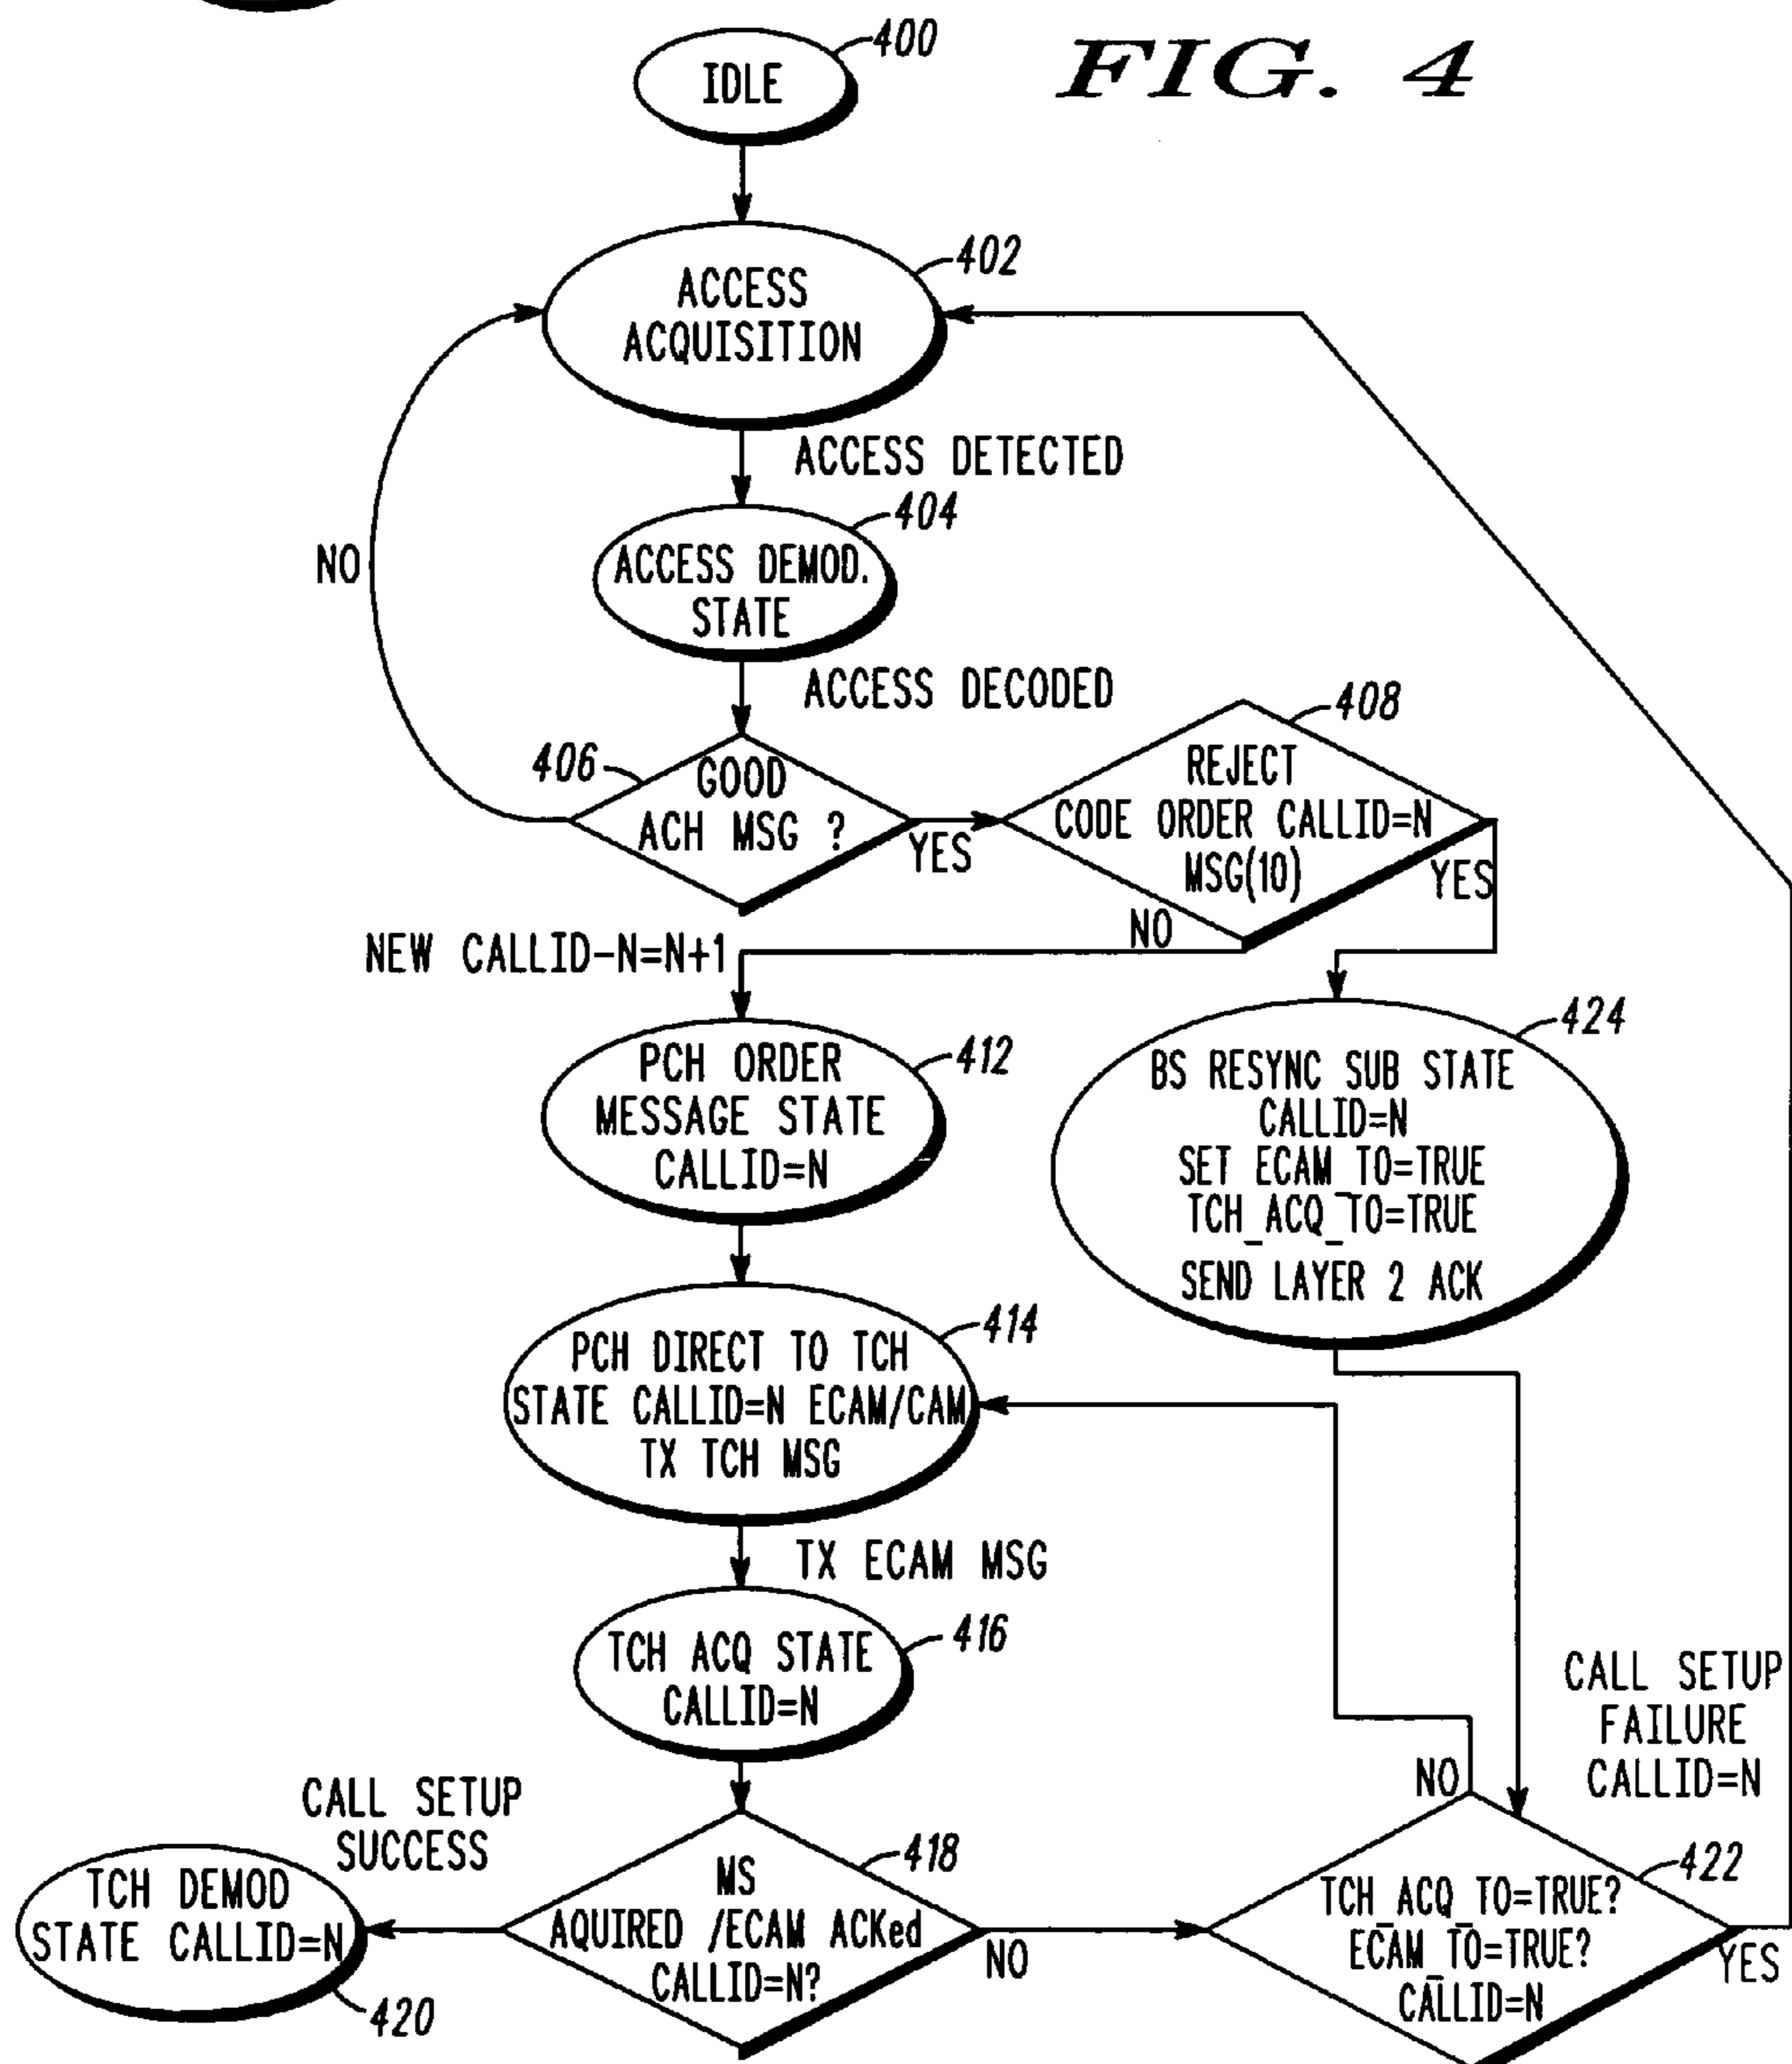 FIG. 4
400
IDLE
402
ACCESS
ACQUISITION
ACCESS DETECTED
404
ACCESS DEMOD.
STATE
NO
ACCESS DECODED
406
GOOD
ACH MSG ?
YES
408
REJECT
CODE ORDER CALLID=N
MSG(10)
YES
NO
NEW CALLID-N=N+1
412
PCH ORDER
MESSAGE STATE
CALLID=N
424
BS RESYNC SUB STATE
CALLID=N
SET ECAM_TO=TRUE
TCH_ACQ_TO=TRUE
SEND LAYER 2 ACK
414
PCH DIRECT TO TCH
STATE CALLID=N ECAM/CAM
TX TCH MSG
TX ECAM MSG
416
TCH ACQ STATE
CALLID=N
CALL SETUP
FAILURE
CALLID=N
NO
CALL SETUP
SUCCESS
418
MS
AQUIRED /ECAM ACKed
CALLID=N?
NO
422
TCH_ACQ_TO=TRUE?
ECAM_TO=TRUE?
CALLID=N
YES
TCH DEMOD
STATE CALLID=N
420